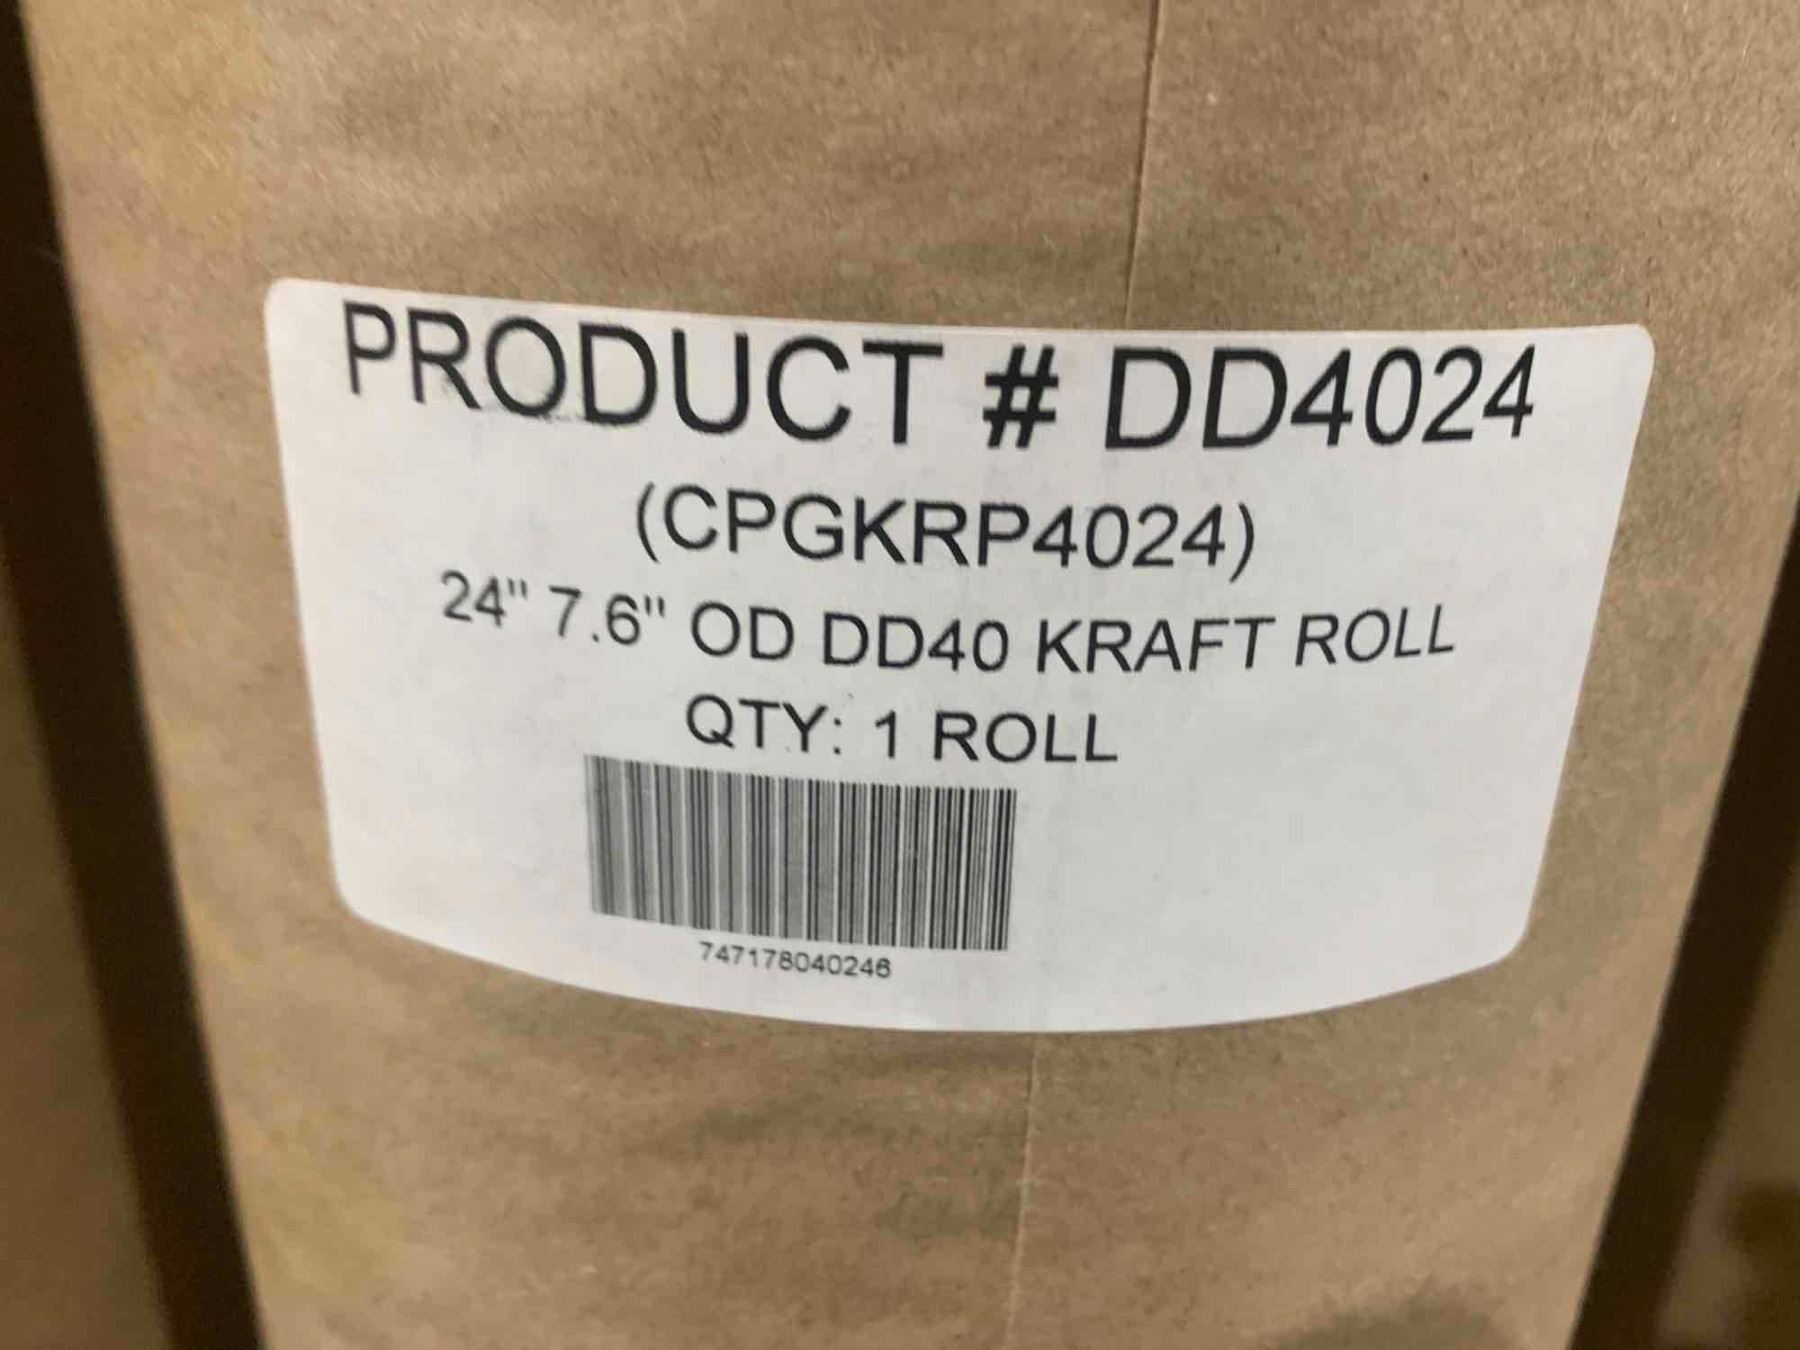 PRODUCT # DD4024
(CPGKRP4024)
24" 7.6" OD DD40 KRAFT ROLL
QTY: 1 ROLL
747178040246